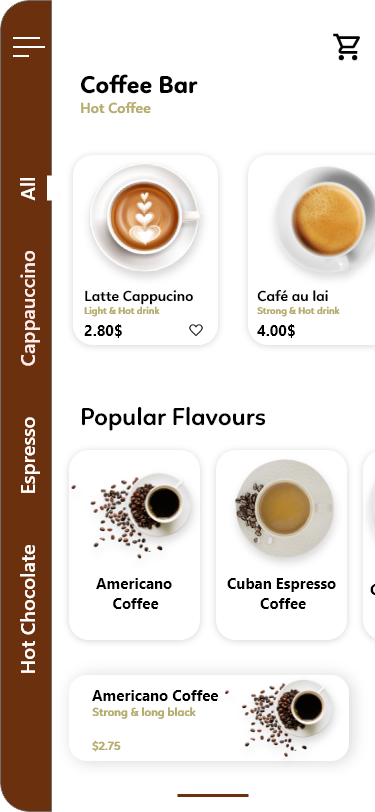 Coffee Bar
Hot Coffee
All
Cappauccino
Espresso
Hot Chocolate
Latte Cappucino
Light & Hot drink
2.80$
Café au lai
Strong & Hot drink
4.00$
Popular Flavours
Americano
Coffee
Cuban Espresso
Coffee
Americano Coffee
Strong & long black
$2.75